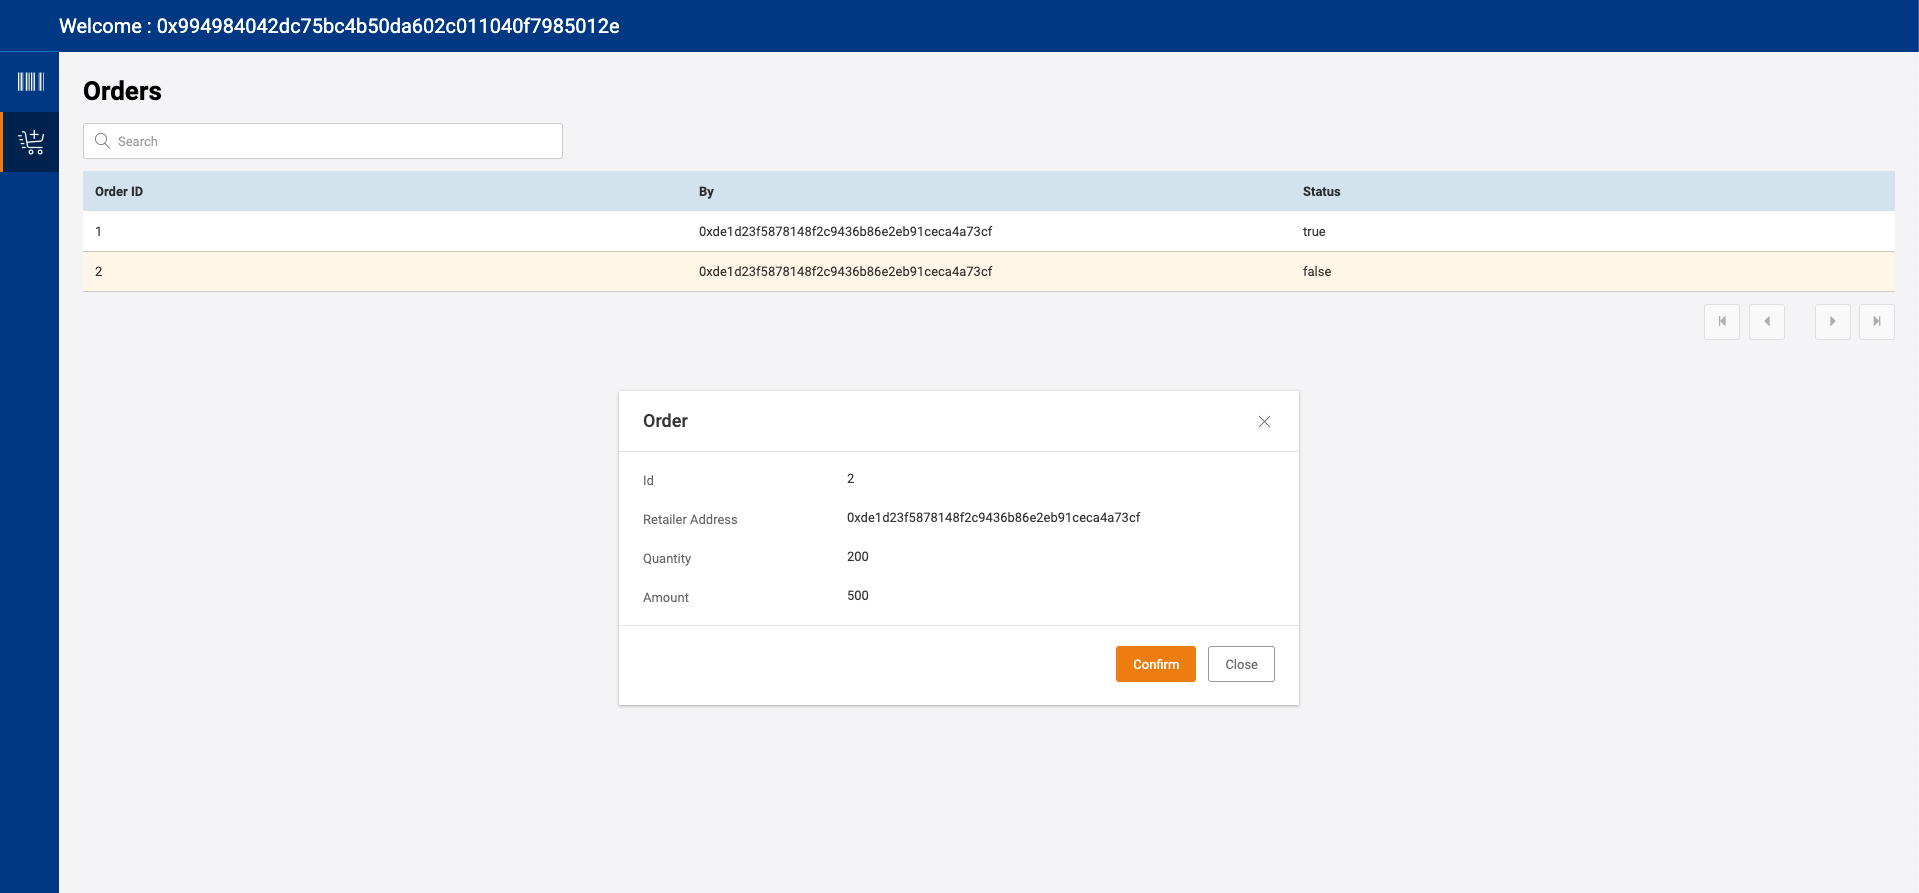 Welcome : 0x994984042dc75bc4b50da602c011040f7985012e
Orders
Search
Order ID By Status
1 0xde1d23f5878148f2c9436b86e2eb91ceca4a73cf true
2 0xde1d23f5878148f2c9436b86e2eb91ceca4a73cf false
Order
Id 2
Retailer Address 0xde1d23f5878148f2c9436b86e2eb91ceca4a73cf
Quantity 200
Amount 500
Confirm Close